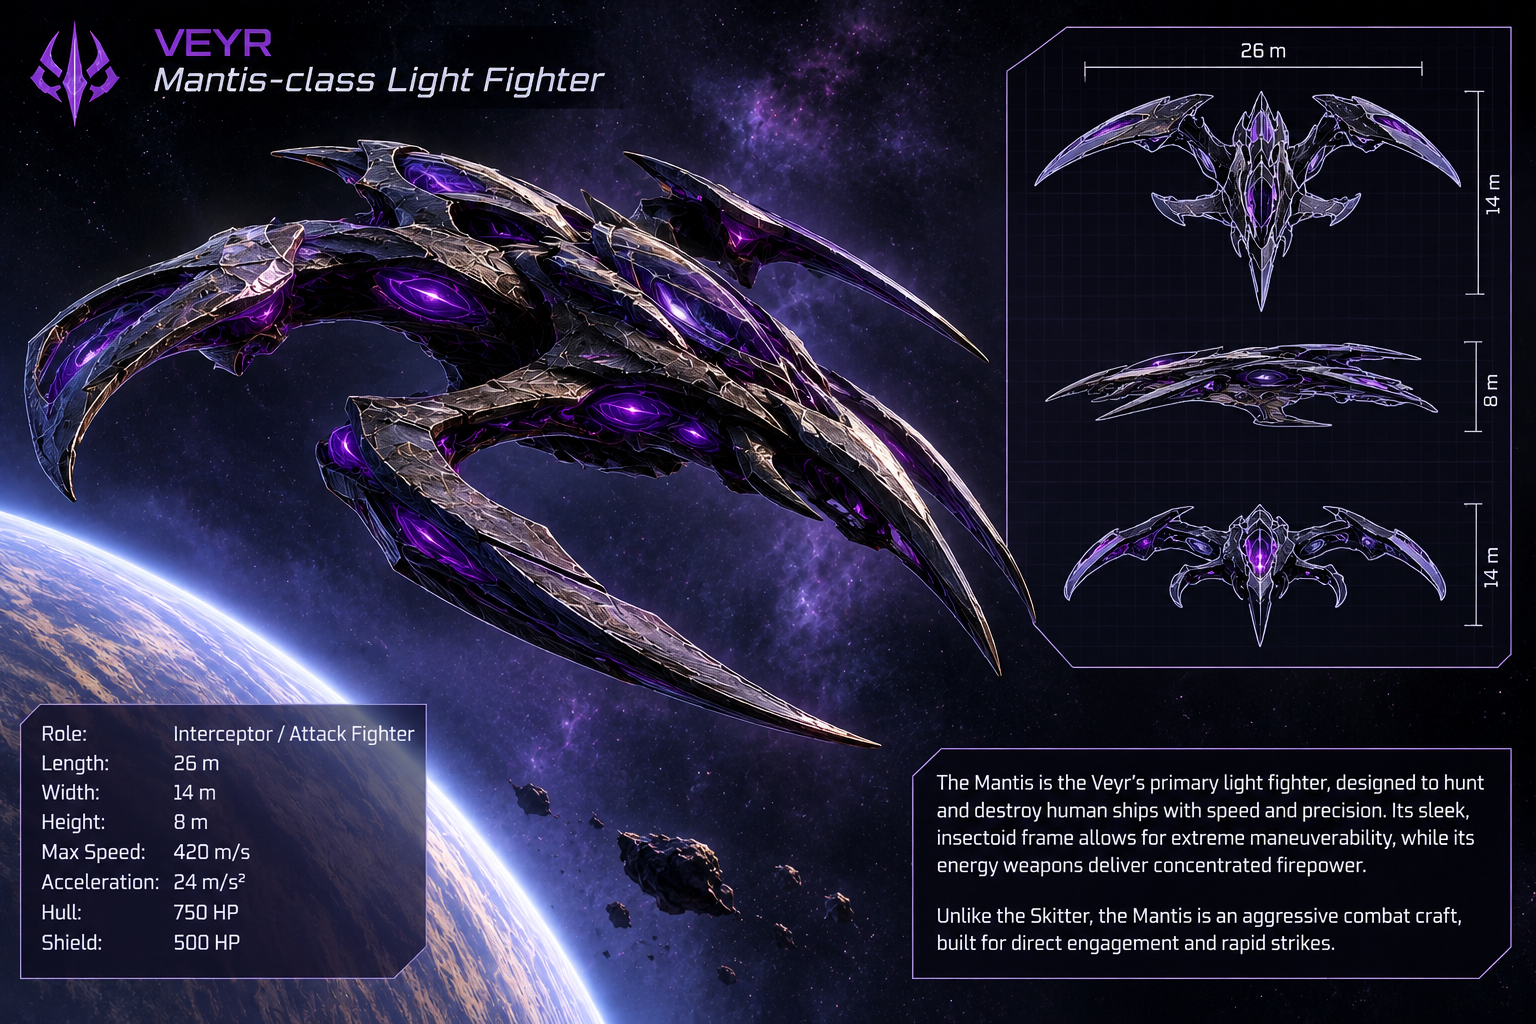 VEYR
Mantis-class Light Fighter
26 m
14 m
8 m
14 m
Role: Interceptor / Attack Fighter
Length: 26 m
Width: 14 m
Height: 8 m
Max Speed: 420 m/s
Acceleration: 24 m/s²
Hull: 750 HP
Shield: 500 HP
The Mantis is the Veyr's primary light fighter, designed to hunt
and destroy human ships with speed and precision. Its sleek,
insectoid frame allows for extreme maneuverability, while its
energy weapons deliver concentrated firepower.
Unlike the Skitter, the Mantis is an aggressive combat craft,
built for direct engagement and rapid strikes.